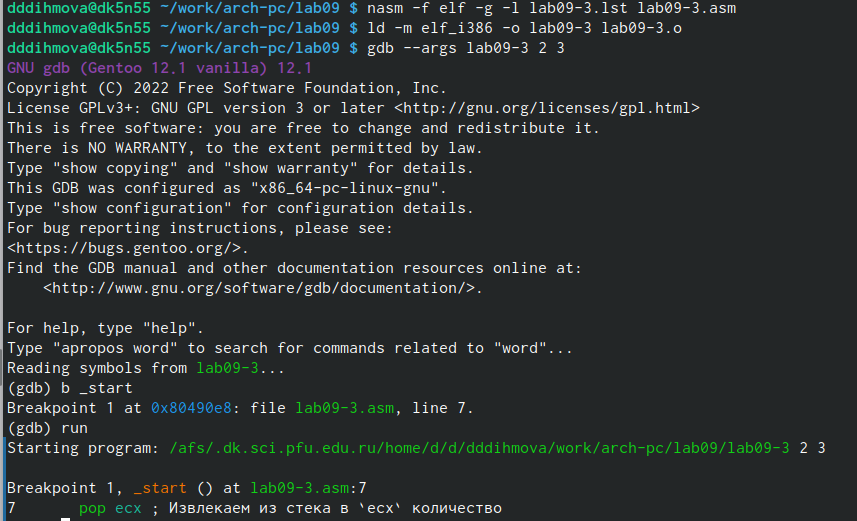 dddihmova@dk5n55 ~/work/arch-pc/lab09 $ nasm -f elf -g -l lab09-3.lst lab09-3.asm
dddihmova@dk5n55 ~/work/arch-pc/lab09 $ ld -m elf_i386 -o lab09-3 lab09-3.o
dddihmova@dk5n55 ~/work/arch-pc/lab09 $ gdb --args lab09-3 2 3
GNU gdb (Gentoo 12.1 vanilla) 12.1
Copyright (C) 2022 Free Software Foundation, Inc.
License GPLv3+: GNU GPL version 3 or later <http://gnu.org/licenses/gpl.html>
This is free software: you are free to change and redistribute it.
There is NO WARRANTY, to the extent permitted by law.
Type "show copying" and "show warranty" for details.
This GDB was configured as "x86_64-pc-linux-gnu".
Type "show configuration" for configuration details.
For bug reporting instructions, please see:
<https://bugs.gentoo.org/>.
Find the GDB manual and other documentation resources online at:
    <http://www.gnu.org/software/gdb/documentation/>.

For help, type "help".
Type "apropos word" to search for commands related to "word"...
Reading symbols from lab09-3...
(gdb) b _start
Breakpoint 1 at 0x80490e8: file lab09-3.asm, line 7.
(gdb) run
Starting program: /afs/.dk.sci.pfu.edu.ru/home/d/d/dddihmova/work/arch-pc/lab09/lab09-3 2 3

Breakpoint 1, _start () at lab09-3.asm:7
7       pop ecx ; Извлекаем из стека в `ecx` количество